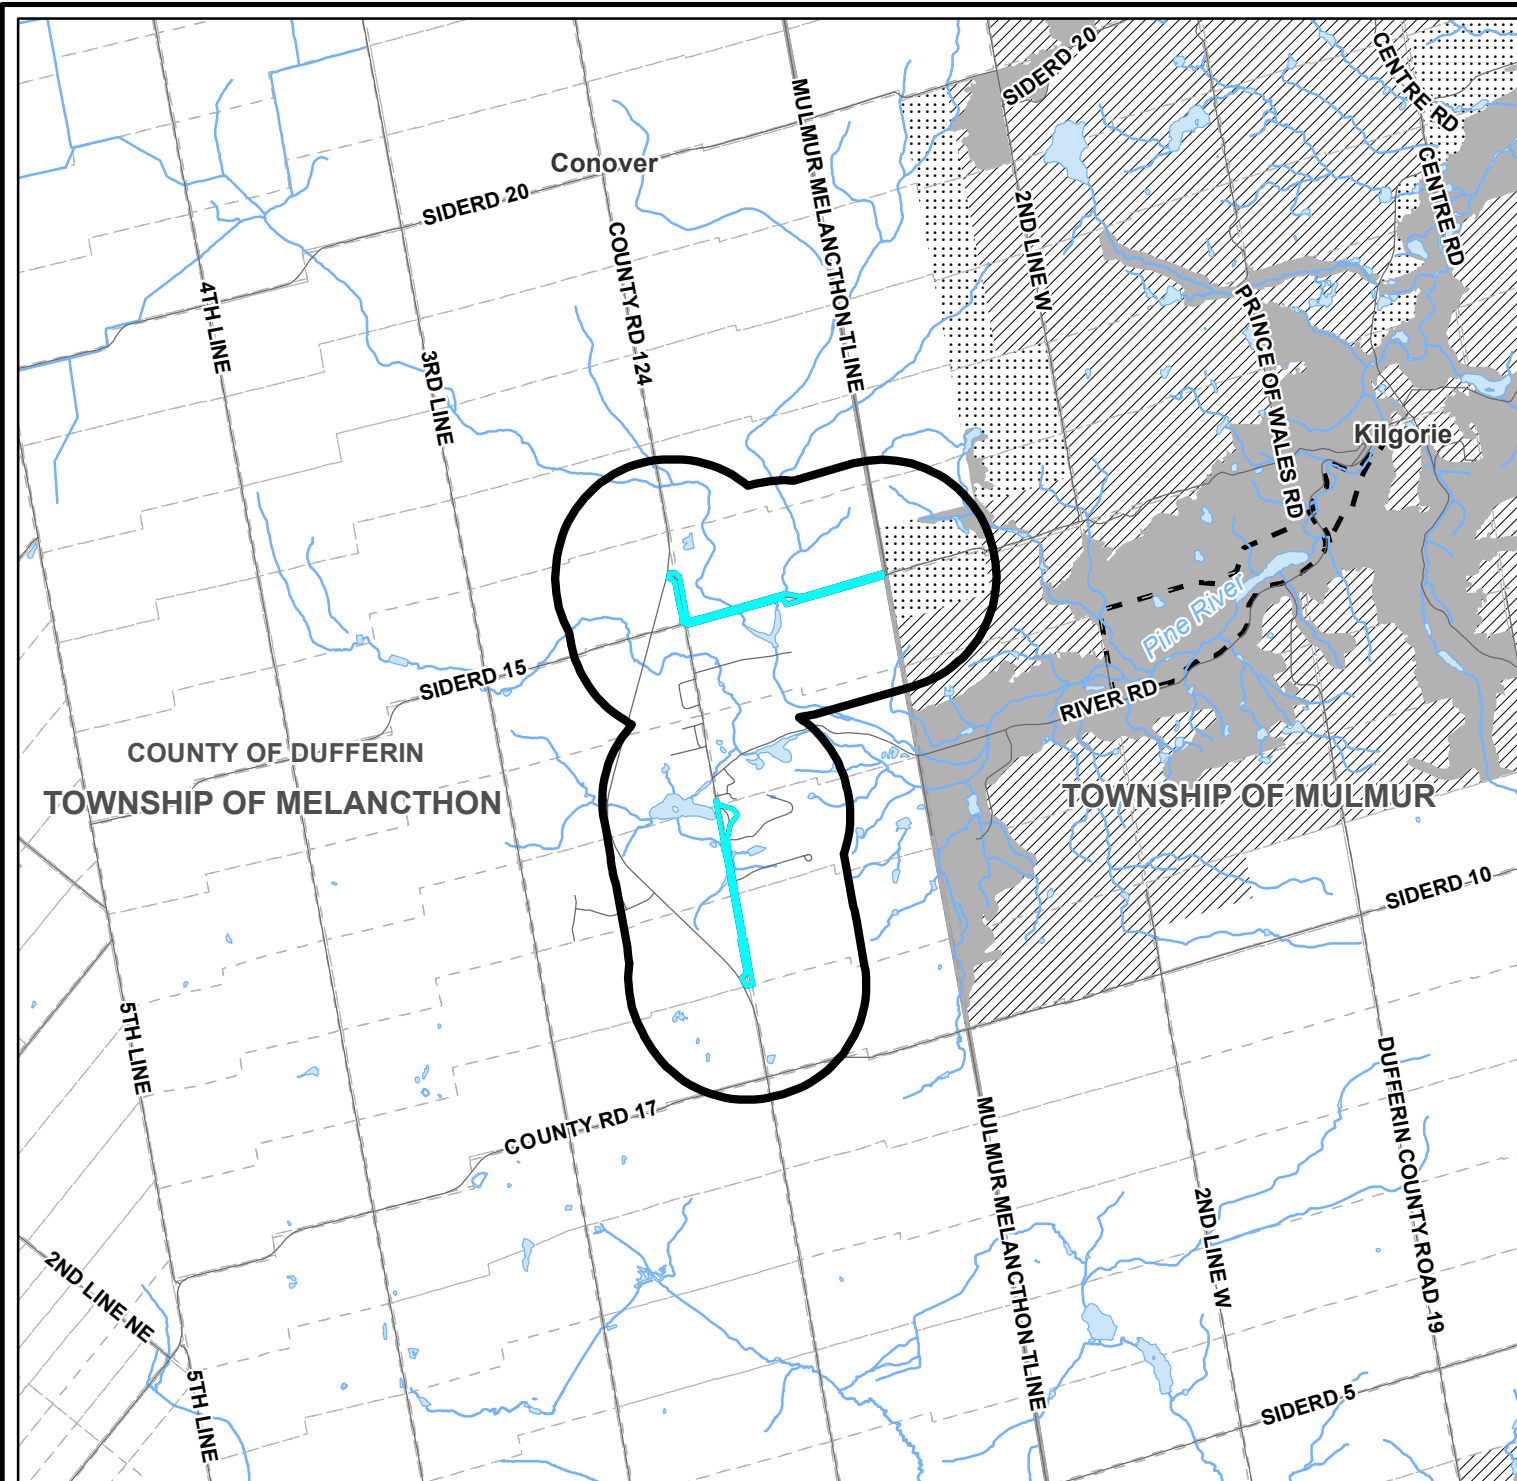 SIDERD 20
CENTRE RD
MULMUR-MELANCTHON-TLINE
Conover
SIDERD 20
CENTRE RD
2ND LINE W
COUNTY RD 124
4TH LINE
PRINCE OF WALES RD
3RD LINE
Kilgorie
Pine River
SIDERD 15
RIVER RD
COUNTY OF DUFFERIN
TOWNSHIP OF MELANCTHON
TOWNSHIP OF MULMUR
SIDERD 10
5TH LINE
COUNTY RD 17
DUFFERIN COUNTY ROAD 19
MULMUR-MELANCTHON-TLINE
2ND LINE W
2ND LINE NE
5TH LINE
SIDERD 5